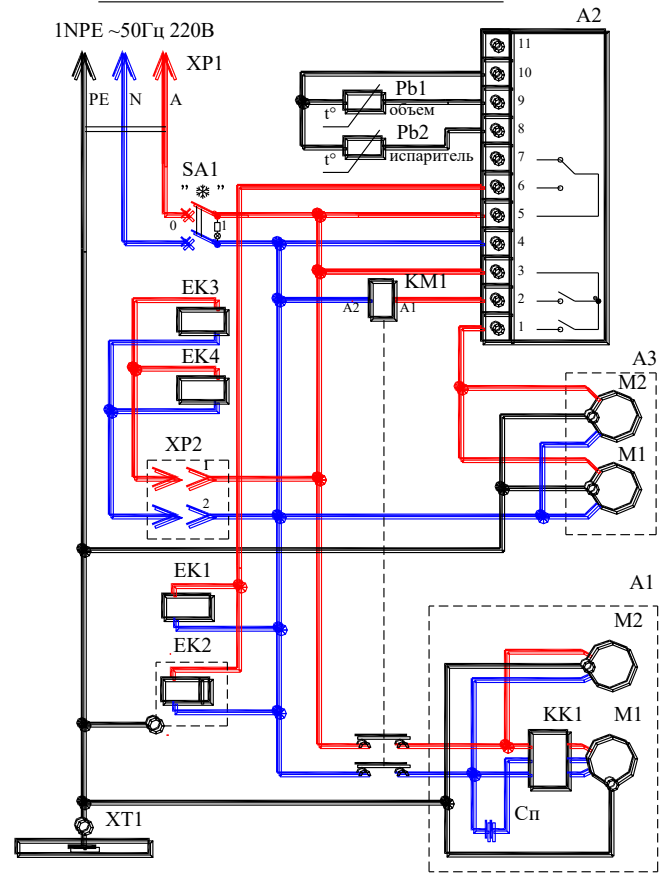 1NPE ~50Гц 220В
A2
XP1
PE
N
A
11
10
9
8
7
6
5
4
3
2
1
Pb1
t°
объем
Pb2
t°
испаритель
SA1
" ❄ "
0
1
KM1
A2
A1
EK3
EK4
A3
M2
M1
XP2
1
2
EK1
EK2
A1
M2
KK1
M1
Сп
XT1